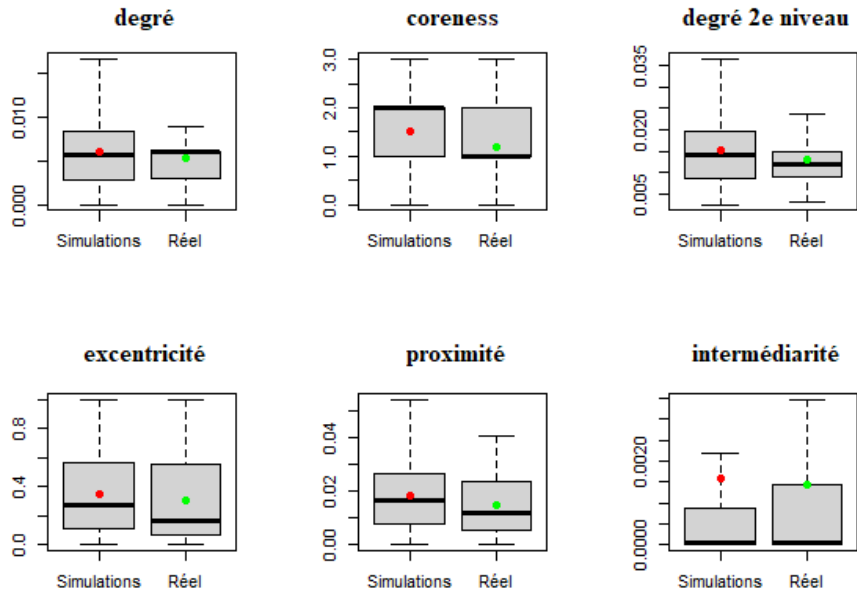 degré
coreness
degré 2e niveau
0.000
0.010
Simulations
Réel
0.0
1.0
2.0
3.0
Simulations
Réel
0.005
0.020
0.035
Simulations
Réel
excentricité
proximité
intermédiarité
0.0
0.4
0.8
Simulations
Réel
0.00
0.02
0.04
Simulations
Réel
0.0000
0.0020
Simulations
Réel